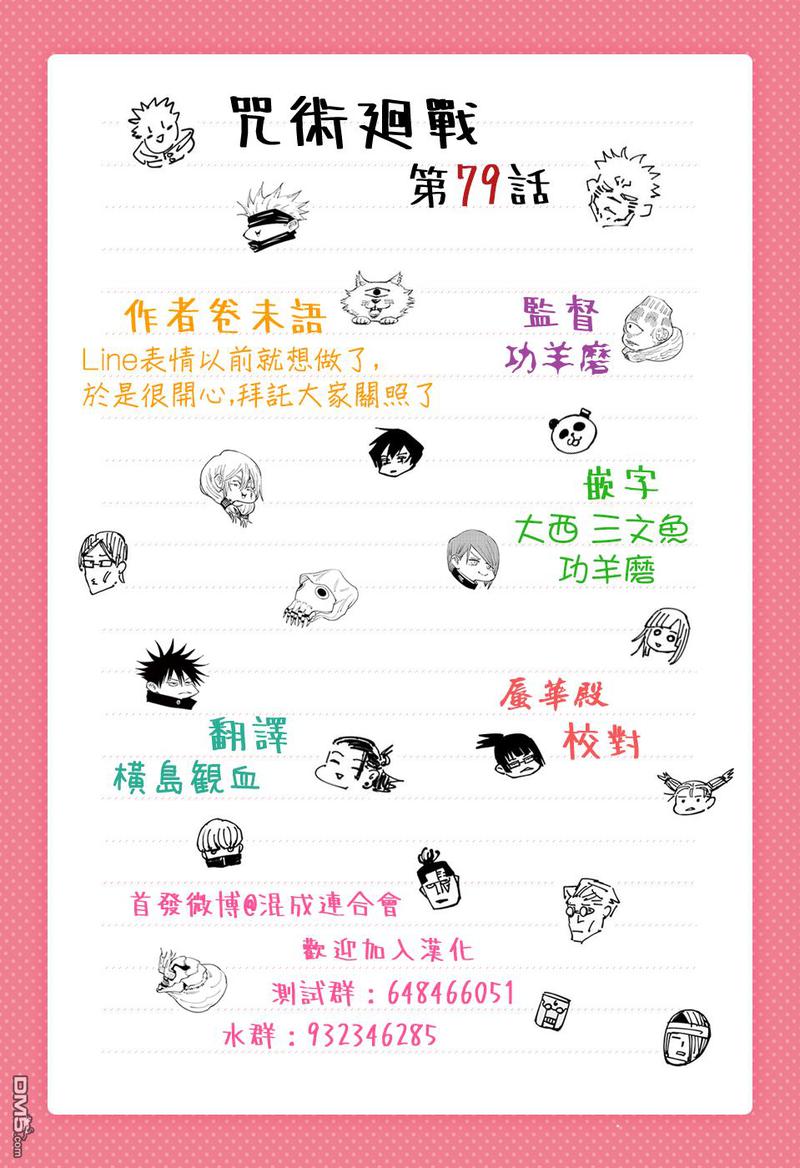 咒術廻戰
第79話
作者卷末語
Line表情以前就想做了,
於是很開心,拜託大家關照了
監督
功羊磨
嵌字
大西 三文魚
功羊磨
蜃華殿
校對
翻譯
橫島観血
首發微博@混成連合會
歡迎加入漢化
測試群：648466051
水群：932346285
DM5.com